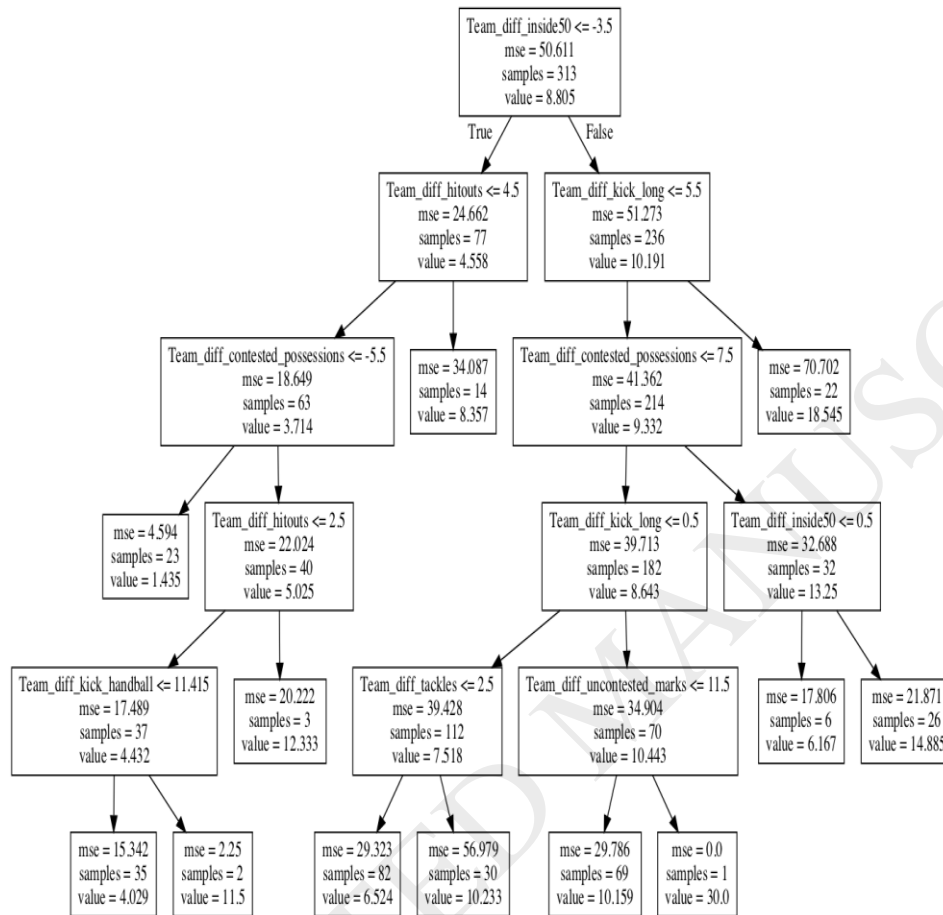 Team_diff_inside50 <= -3.5
mse = 50.611
samples = 313
value = 8.805
True
False
Team_diff_hitouts <= 4.5
mse = 24.662
samples = 77
value = 4.558
Team_diff_kick_long <= 5.5
mse = 51.273
samples = 236
value = 10.191
Team_diff_contested_possessions <= -5.5
mse = 18.649
samples = 63
value = 3.714
mse = 34.087
samples = 14
value = 8.357
Team_diff_contested_possessions <= 7.5
mse = 41.362
samples = 214
value = 9.332
mse = 70.702
samples = 22
value = 18.545
mse = 4.594
samples = 23
value = 1.435
Team_diff_hitouts <= 2.5
mse = 22.024
samples = 40
value = 5.025
Team_diff_kick_long <= 0.5
mse = 39.713
samples = 182
value = 8.643
Team_diff_inside50 <= 0.5
mse = 32.688
samples = 32
value = 13.25
Team_diff_kick_handball <= 11.415
mse = 17.489
samples = 37
value = 4.432
mse = 20.222
samples = 3
value = 12.333
Team_diff_tackles <= 2.5
mse = 39.428
samples = 112
value = 7.518
Team_diff_uncontested_marks <= 11.5
mse = 34.904
samples = 70
value = 10.443
mse = 17.806
samples = 6
value = 6.167
mse = 21.871
samples = 26
value = 14.885
mse = 15.342
samples = 35
value = 4.029
mse = 2.25
samples = 2
value = 11.5
mse = 29.323
samples = 82
value = 6.524
mse = 56.979
samples = 30
value = 10.233
mse = 29.786
samples = 69
value = 10.159
mse = 0.0
samples = 1
value = 30.0